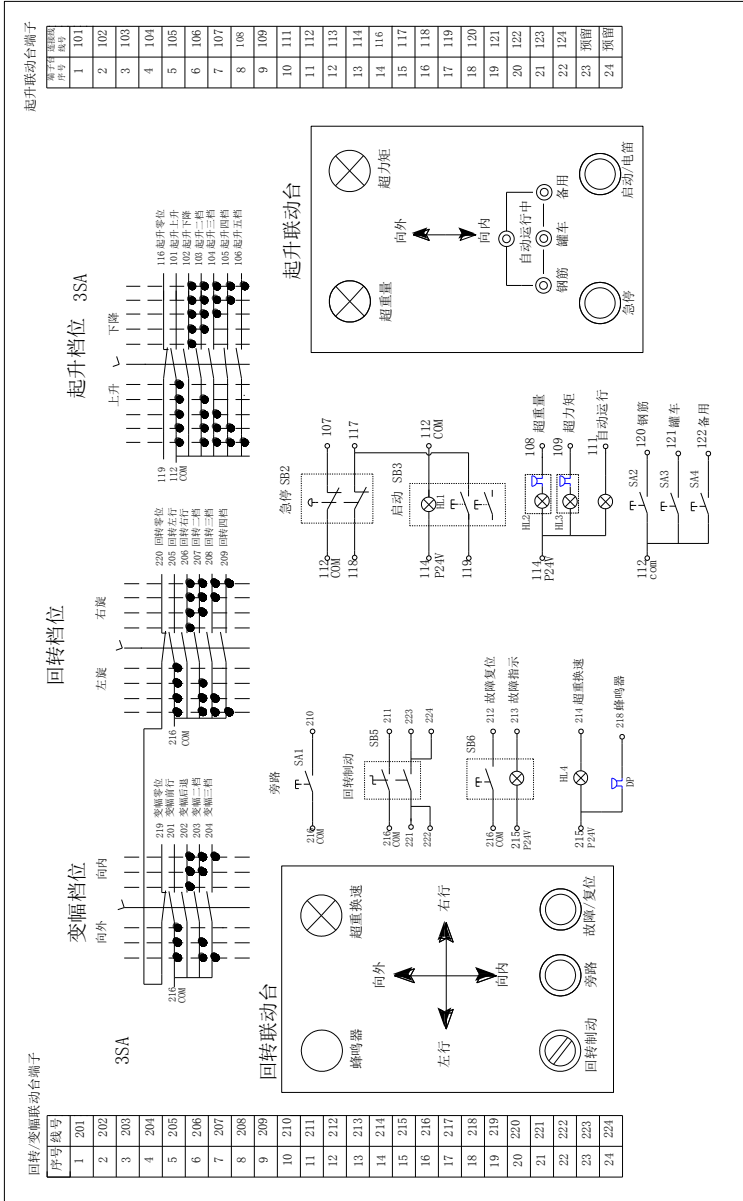 起升联动台端子
端子台序号 连接线线号
1 101
2 102
3 103
4 104
5 105
6 106
7 107
8 108
9 109
10 111
11 112
12 113
13 114
14 116
15 117
16 118
17 119
18 120
19 121
20 122
21 123
22 124
23 预留
24 预留
起升档位 3SA
上升
下降
119
112
COM
116 起升零位
101 起升上升
102 起升下降
103 起升二档
104 起升三档
105 起升四档
106 起升五档
起升联动台
超重量
超力矩
向外
向内
自动运行中
钢筋
罐车
备用
急停
启动/电笛
回转档位
左旋
右旋
216
COM
220 回转零位
205 回转左行
206 回转右行
207 回转二档
208 回转三档
209 回转四档
急停 SB2
112
COM
107
118
117
启动 SB3
114
P24V
HL1
112
COM
119
HL2
108 超重量
HL3
109 超力矩
114
P24V
111
自动运行
112
com
SA2
120 钢筋
SA3
121 罐车
SA4
122 备用
变幅档位
3SA
向外
向内
216
COM
219 变幅零位
201 变幅前行
202 变幅后退
203 变幅二档
204 变幅三档
旁路
216
COM
SA1
210
回转制动
SB5
216
COM
211
221
223
222
224
SB6
216
COM
212 故障复位
215
P24V
213 故障指示
HL4
215
P24V
214 超重换速
DP
218 蜂鸣器
回转联动台
蜂鸣器
超重换速
向外
向内
左行
右行
回转制动
旁路
故障/复位
回转/变幅联动台端子
序号 线号
1 201
2 202
3 203
4 204
5 205
6 206
7 207
8 208
9 209
10 210
11 211
12 212
13 213
14 214
15 215
16 216
17 217
18 218
19 219
20 220
21 221
22 222
23 223
24 224